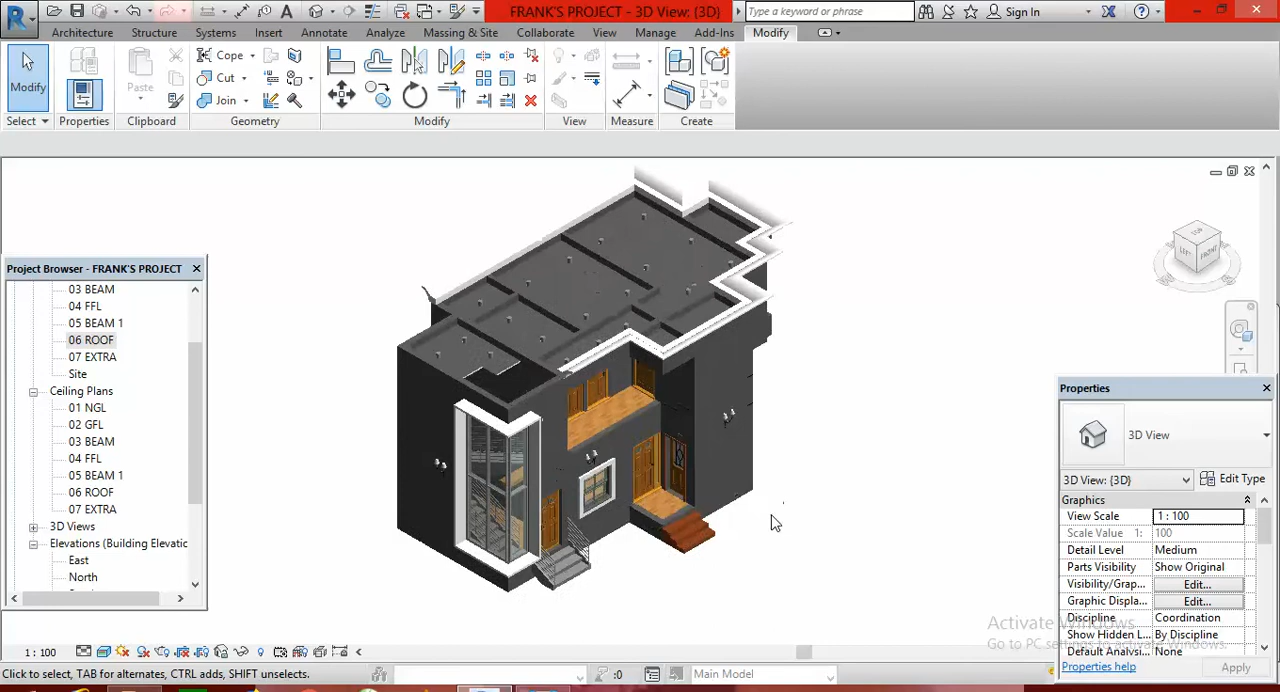 FRANK'S PROJECT - 3D View: {3D}
Type a keyword or phrase
Sign In
Architecture Structure Systems Insert Annotate Analyze Massing & Site Collaborate View Manage Add-Ins Modify
Modify
Paste
Cope
Cut
Join
Select Properties Clipboard Geometry Modify View Measure Create
TOP
LEFT FRONT
Project Browser - FRANK'S PROJECT
03 BEAM
04 FFL
05 BEAM 1
06 ROOF
07 EXTRA
Site
Ceiling Plans
01 NGL
02 GFL
03 BEAM
04 FFL
05 BEAM 1
06 ROOF
07 EXTRA
3D Views
Elevations (Building Elevatio
East
North
Properties
3D View
3D View: {3D} Edit Type
Graphics
View Scale 1 : 100
Scale Value 1: 100
Detail Level Medium
Parts Visibility Show Original
Visibility/Grap... Edit...
Graphic Displa... Edit...
Discipline Coordination
Show Hidden L... By Discipline
Default Analys... None
Properties help Apply
Activate Windows
Go to PC settings to activate Windows.
1 : 100
Click to select, TAB for alternates, CTRL adds, SHIFT unselects.
:0
Main Model